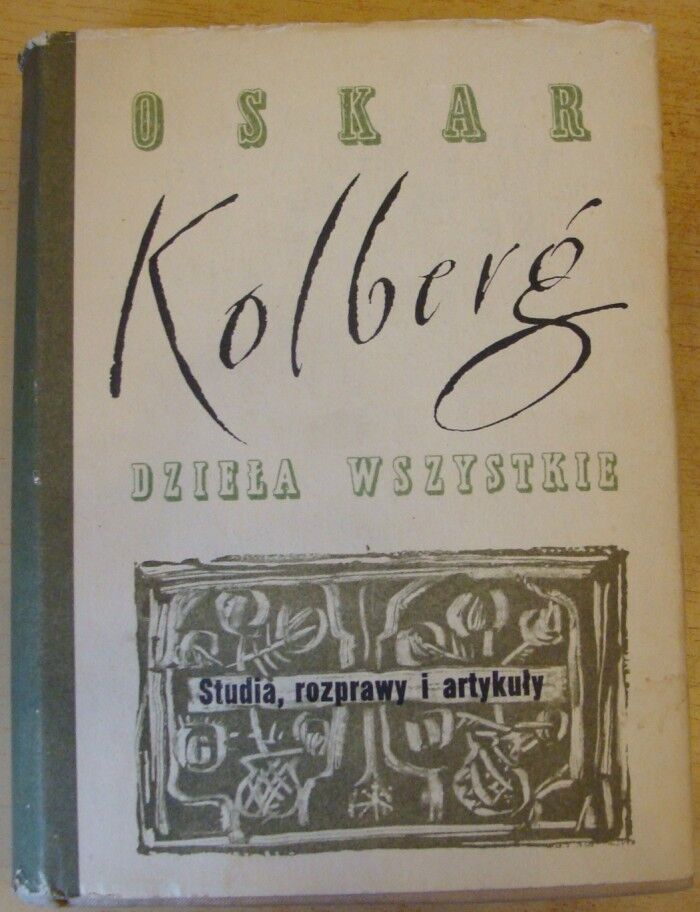 OSKAR
Kolberg
DZIEŁA WSZYSTKIE
Studia, rozprawy i artykuły